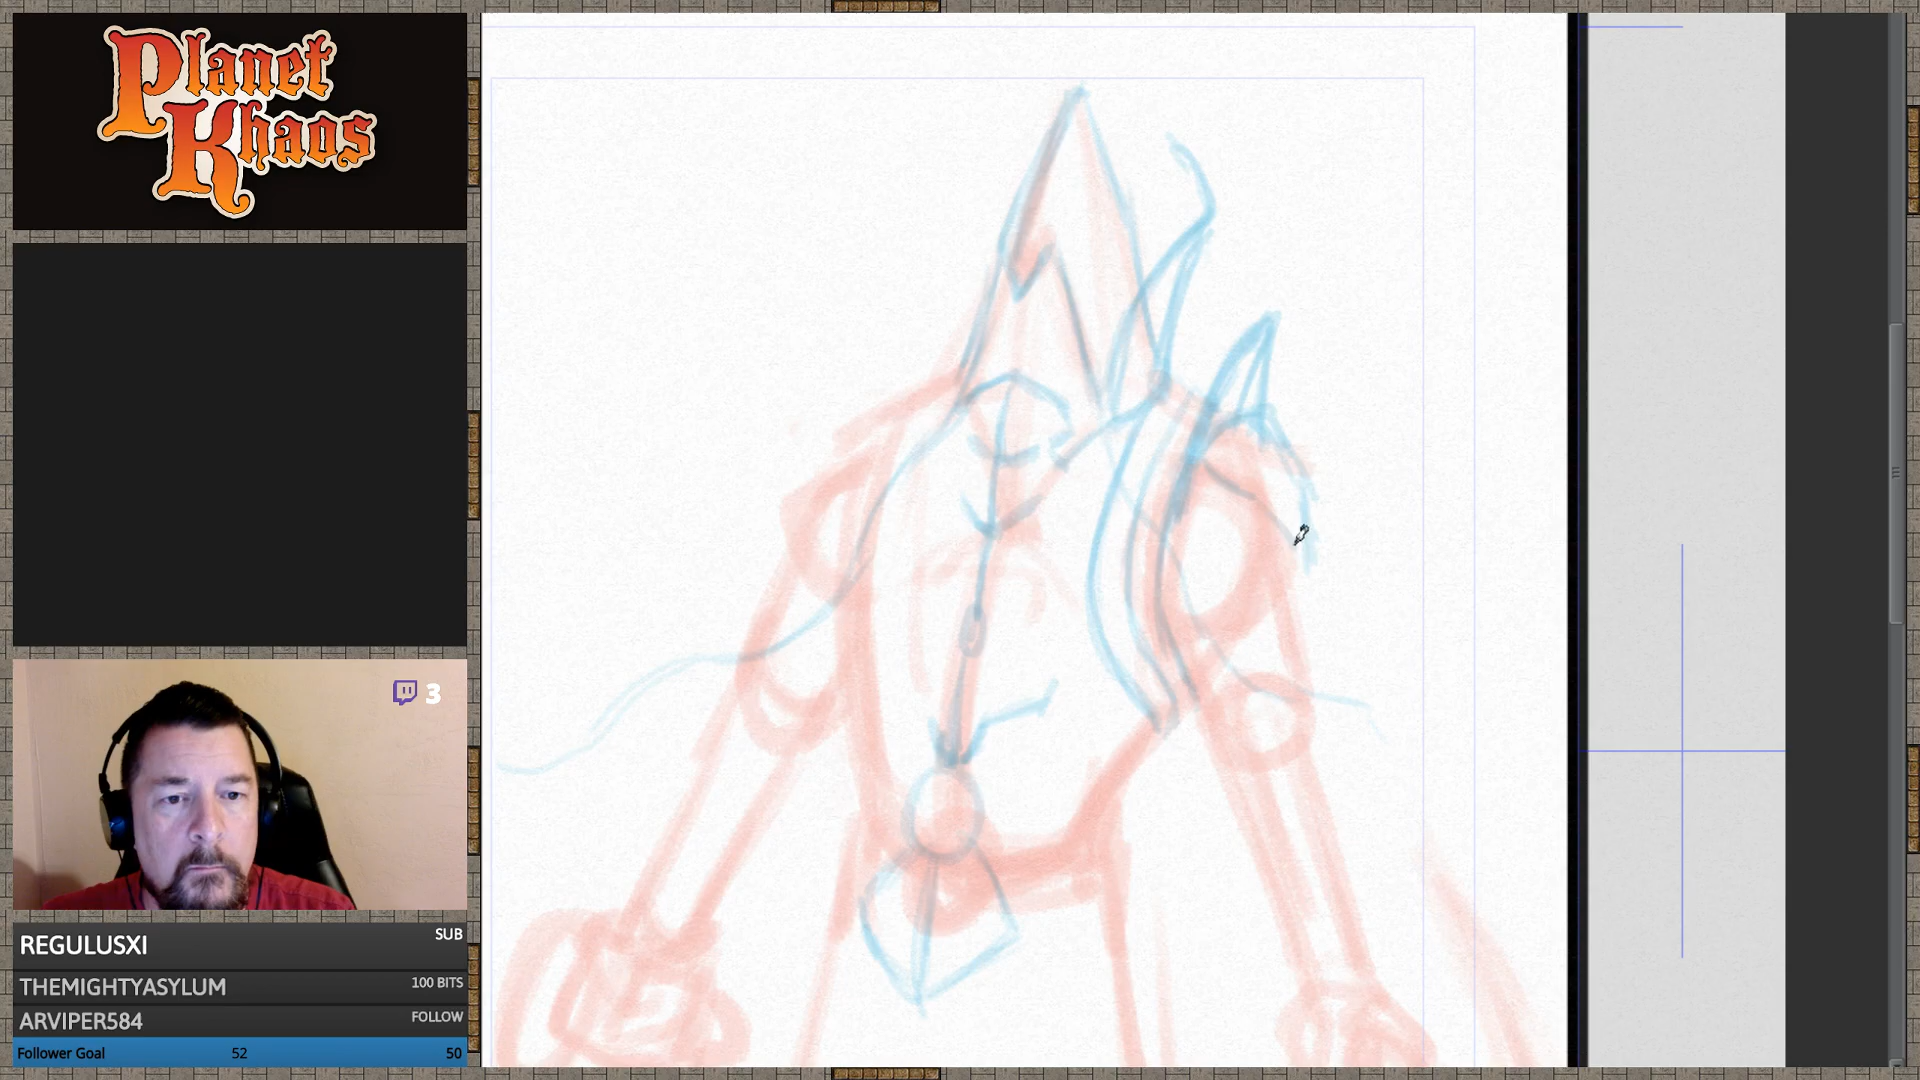 Planet
Khaos
3
REGULUSXI SUB
THEMIGHTYASYLUM 100 BITS
ARVIPER584 FOLLOW
Follower Goal 52 50